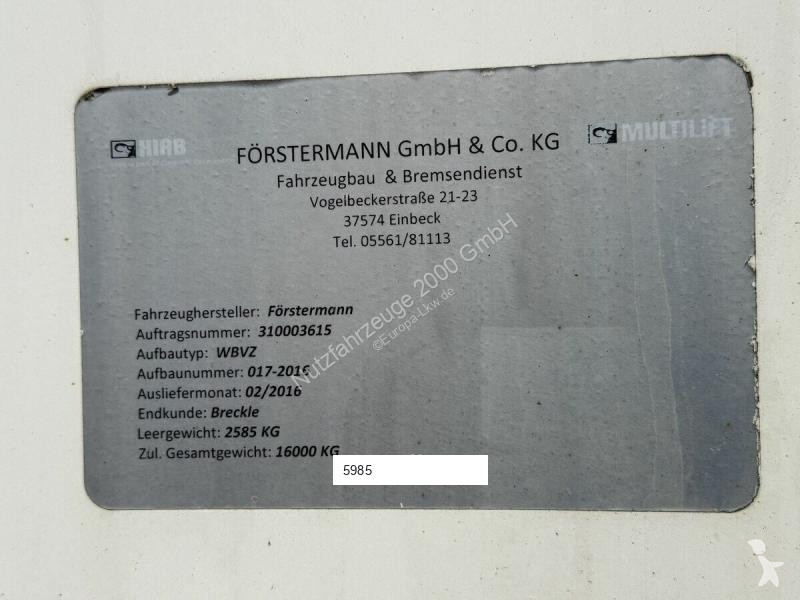 HIAB
MULTILIFT
FÖRSTERMANN GmbH & Co. KG
Fahrzeugbau & Bremsendienst
Vogelbeckerstraße 21-23
37574 Einbeck
Tel. 05561/81113
Fahrzeughersteller: Förstermann
Auftragsnummer: 310003615
Aufbautyp: WBVZ
Aufbaunummer: 017-2016
Ausliefermonat: 02/2016
Endkunde: Breckle
Leergewicht: 2585 KG
Zul. Gesamtgewicht: 16000 KG
5985
Nutzfahrzeuge 2000 GmbH
©Europa-Lkw.de